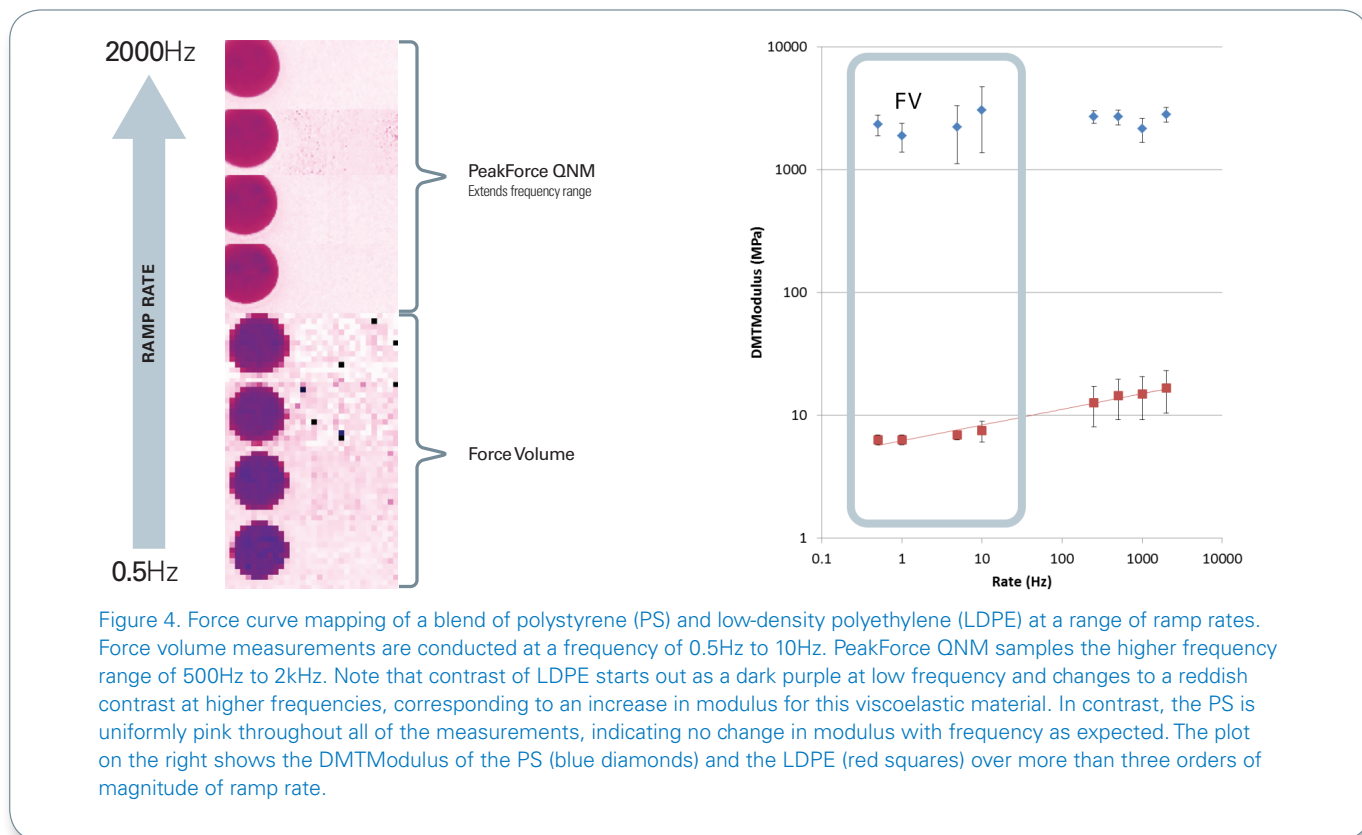 2000Hz
RAMP RATE
0.5Hz
PeakForce QNM
Extends frequency range
Force Volume
10000
1000
100
10
1
DMTModulus (MPa)
FV
0.1
1
10
100
1000
10000
Rate (Hz)
Figure 4. Force curve mapping of a blend of polystyrene (PS) and low-density polyethylene (LDPE) at a range of ramp rates.
Force volume measurements are conducted at a frequency of 0.5Hz to 10Hz. PeakForce QNM samples the higher frequency
range of 500Hz to 2kHz. Note that contrast of LDPE starts out as a dark purple at low frequency and changes to a reddish
contrast at higher frequencies, corresponding to an increase in modulus for this viscoelastic material. In contrast, the PS is
uniformly pink throughout all of the measurements, indicating no change in modulus with frequency as expected. The plot
on the right shows the DMTModulus of the PS (blue diamonds) and the LDPE (red squares) over more than three orders of
magnitude of ramp rate.